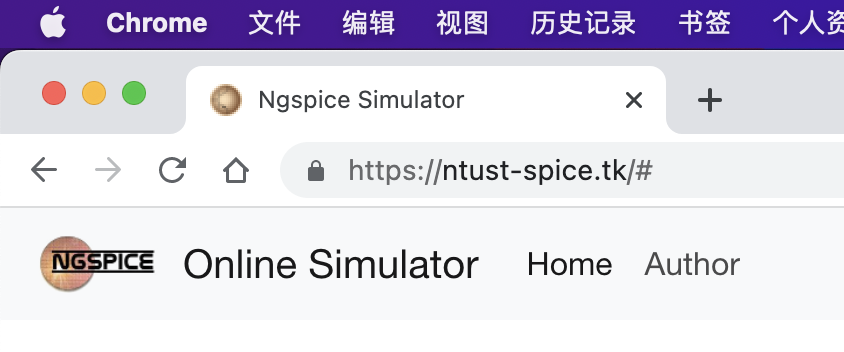 Chrome 文件 编辑 视图 历史记录 书签 个人资
Ngspice Simulator
https://ntust-spice.tk/#
NGSPICE Online Simulator Home Author